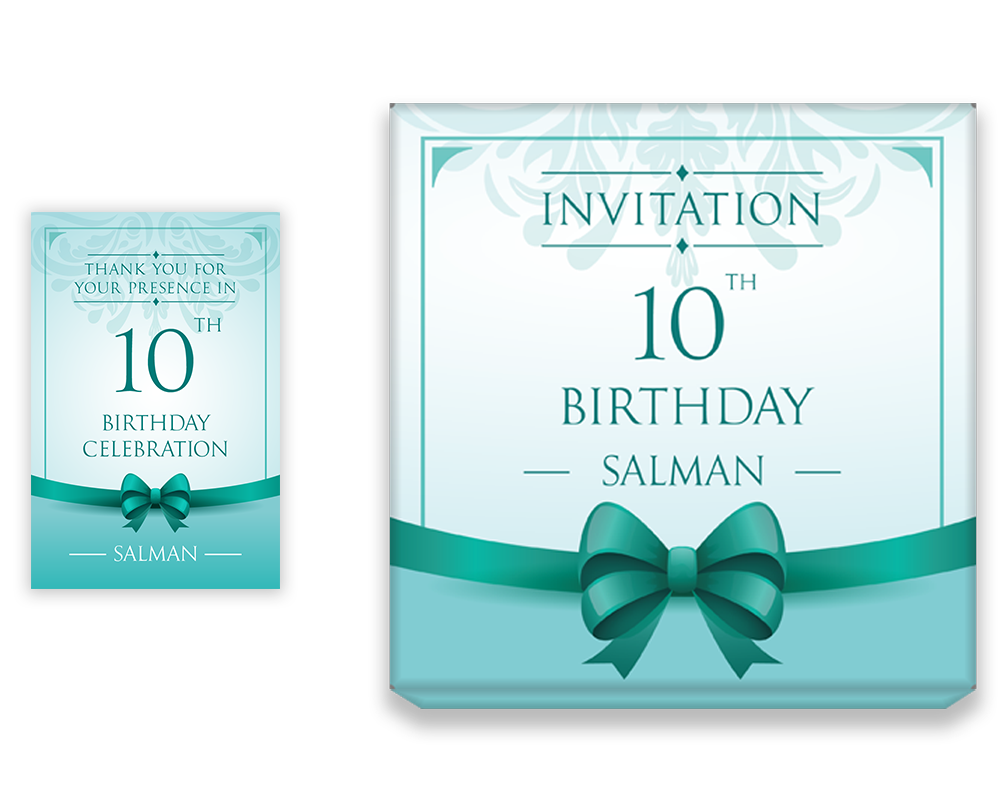 THANK YOU FOR
YOUR PRESENCE IN
10TH
BIRTHDAY
CELEBRATION
SALMAN
INVITATION
10TH
BIRTHDAY
SALMAN